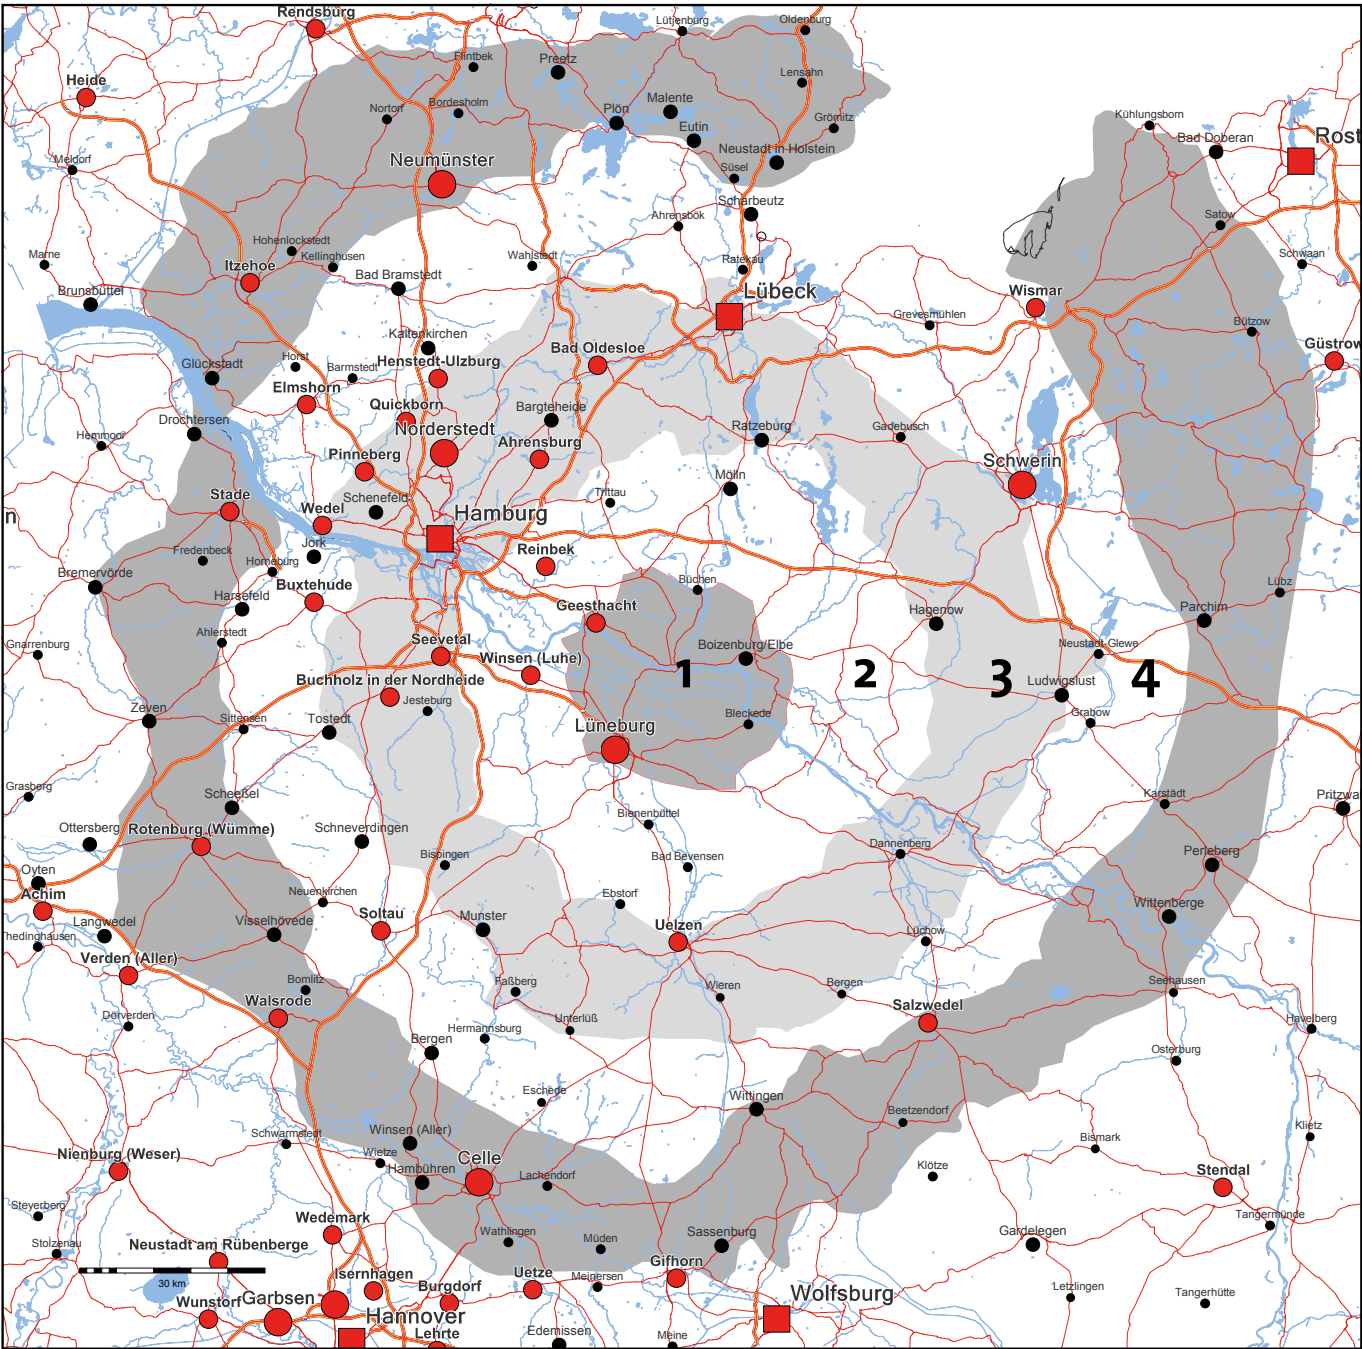 Rendsburg
Lütjenburg
Oldenburg
Flintbek
Preetz
Lensahn
Heide
Nortorf
Bordesholm
Plön
Malente
Grömitz
Eutin
Kühlungsborn
Bad Doberan
Rost
Neumünster
Neustadt in Holstein
Süsel
Meldorf
Scharbeutz
Ahrensbök
Satow
Hohenlockstedt
Kellinghusen
Wahlstedt
Ratekau
Schwaan
Marne
Itzehoe
Bad Bramstedt
Brunsbüttel
Lübeck
Wismar
Grevesmühlen
Bützow
Kaltenkirchen
Bad Oldesloe
Güstrow
Glückstadt
Horst
Barmstedt
Henstedt-Ulzburg
Elmshorn
Quickborn
Bargteheide
Drochtersen
Norderstedt
Ratzeburg
Gadebusch
Hemmoor
Pinneberg
Ahrensburg
Schwerin
Mölln
Stade
Schenefeld
Trittau
n
Wedel
Hamburg
Jork
Fredenbeck
Horneburg
Reinbek
Bremervörde
Buxtehude
Büchen
Lübz
Harsefeld
Geesthacht
Hagenow
Parchim
Ahlerstedt
Gnarrenburg
Seevetal
Winsen (Luhe)
Boizenburg/Elbe
Neustadt-Glewe
1
2
3
4
Buchholz in der Nordheide
Jesteburg
Ludwigslust
Zeven
Sittensen
Tostedt
Lüneburg
Bleckede
Grabow
Grasberg
Scheeßel
Karstädt
Pritzwa
Ottersberg
Rotenburg (Wümme)
Schneverdingen
Bienenbüttel
Dannenberg
Perleberg
Bispingen
Bad Bevensen
Oyten
Achim
Neuenkirchen
Ebstorf
Wittenberge
Langwedel
Visselhövede
Soltau
Munster
Uelzen
Lüchow
Thedinghausen
Verden (Aller)
Bomlitz
Faßberg
Wieren
Bergen
Seehausen
Walsrode
Salzwedel
Dörverden
Unterlüß
Havelberg
Hermannsburg
Bergen
Osterburg
Eschede
Wittingen
Beetzendorf
Schwarmstedt
Winsen (Aller)
Bismark
Klietz
Nienburg (Weser)
Wietze
Celle
Hambühren
Lachendorf
Klötze
Stendal
Steyerberg
Wedemark
Tangermünde
Stolzenau
Neustadt am Rübenberge
Wathlingen
Müden
Sassenburg
Gardelegen
30 km
Isernhagen
Burgdorf
Uetze
Meinersen
Gifhorn
Letzlingen
Tangerhütte
Wunstorf
Garbsen
Hannover
Wolfsburg
Lehrte
Edemissen
Meine